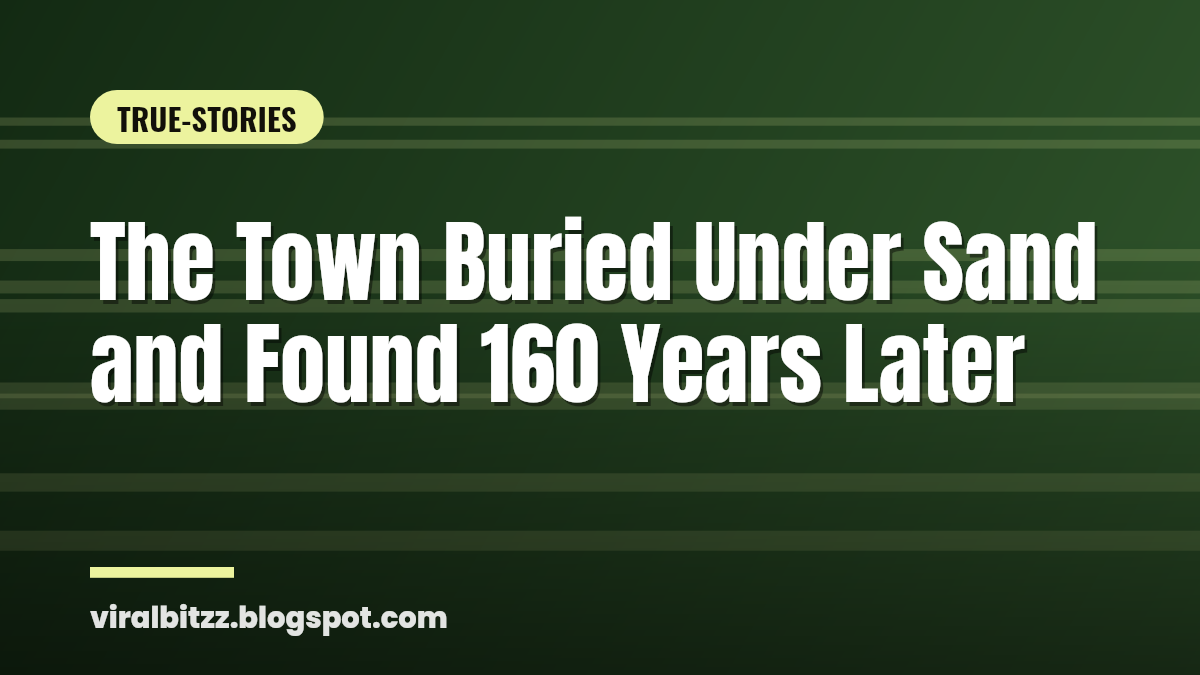 TRUE-STORIES
The Town Buried Under Sand
and Found 160 Years Later
viralbitzz.blogspot.com